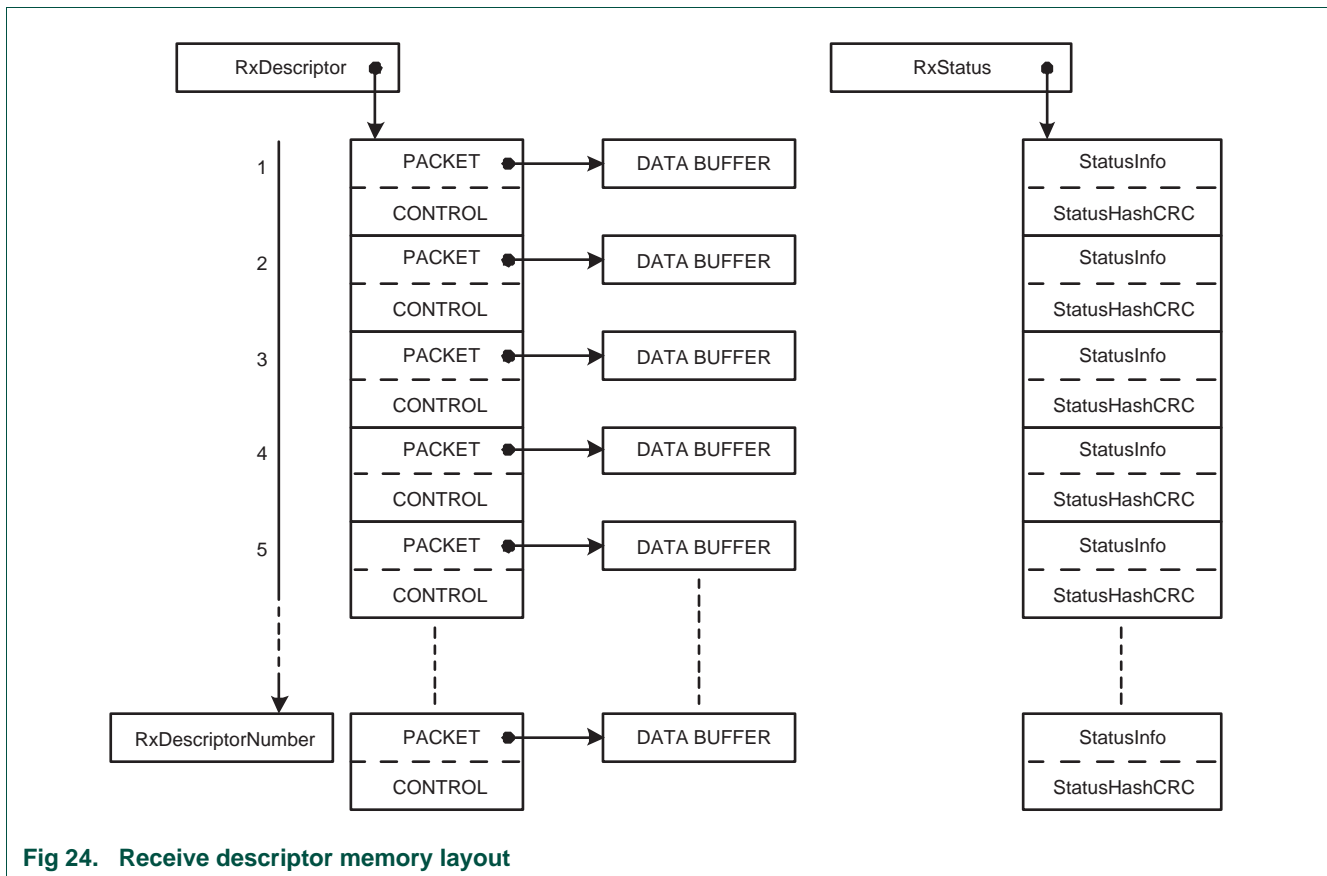 RxDescriptor
RxStatus
1
PACKET
DATA BUFFER
StatusInfo
CONTROL
StatusHashCRC
2
PACKET
DATA BUFFER
StatusInfo
CONTROL
StatusHashCRC
3
PACKET
DATA BUFFER
StatusInfo
CONTROL
StatusHashCRC
4
PACKET
DATA BUFFER
StatusInfo
CONTROL
StatusHashCRC
5
PACKET
DATA BUFFER
StatusInfo
CONTROL
StatusHashCRC
RxDescriptorNumber
PACKET
DATA BUFFER
StatusInfo
CONTROL
StatusHashCRC
Fig 24. Receive descriptor memory layout